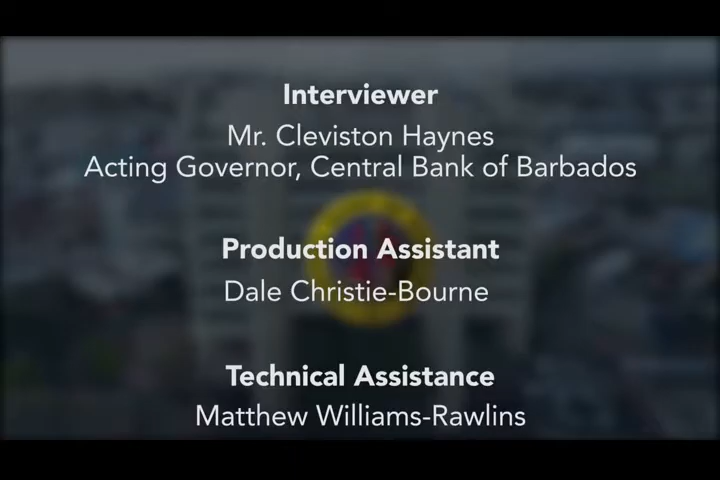 Interviewer
Mr. Cleviston Haynes
Acting Governor, Central Bank of Barbados
Production Assistant
Dale Christie-Bourne
Technical Assistance
Matthew Williams-Rawlins